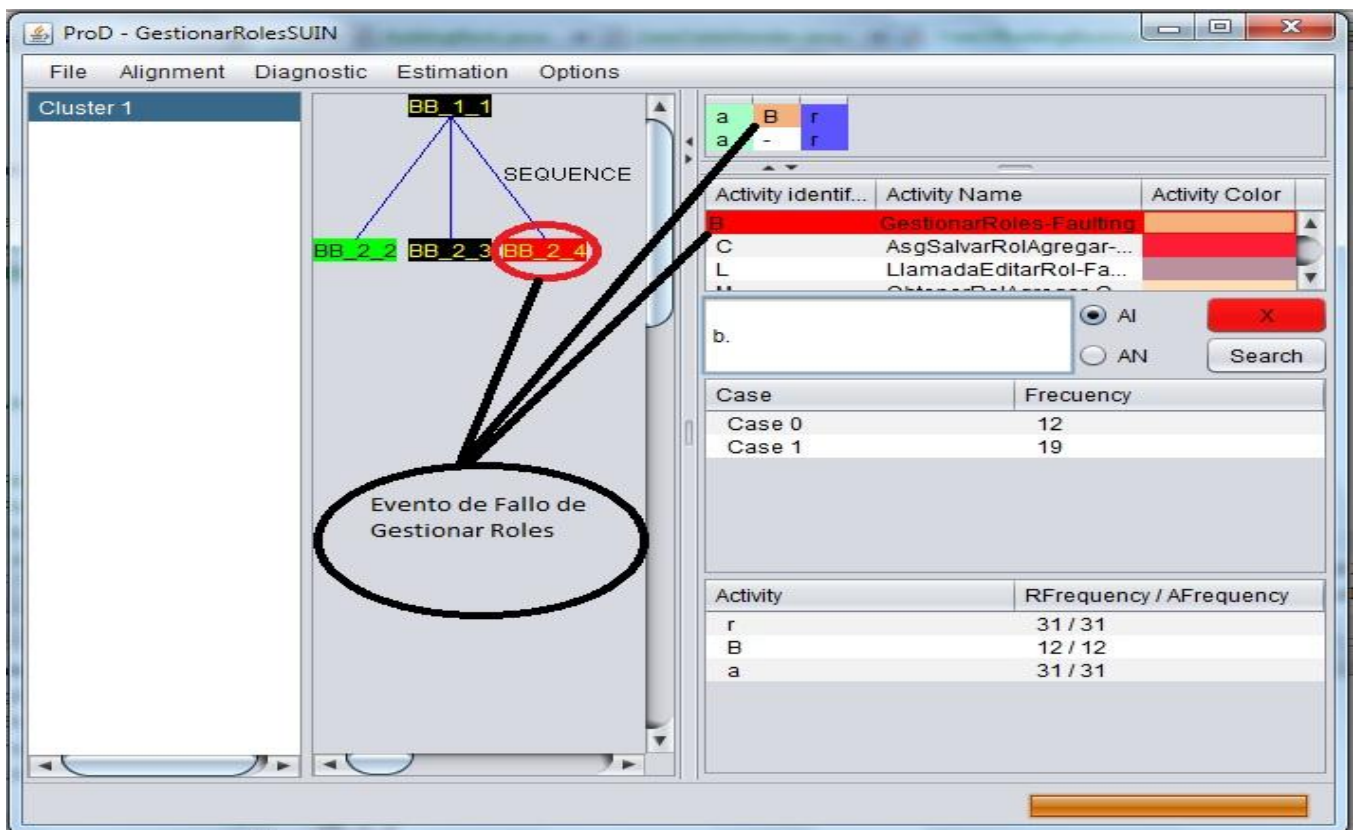 ProD - GestionarRolesSUIN
File Alignment Diagnostic Estimation Options
Cluster 1
BB_1_1
SEQUENCE
BB_2_2 BB_2_3 BB_2_4
Evento de Fallo de
Gestionar Roles
a B r
a - r
Activity identif... Activity Name Activity Color
B GestionarRoles-Faulting
C AsgSalvarRolAgregar-...
L LlamadaEditarRol-Fa...
b.
AI
X
AN
Search
Case Frecuency
Case 0 12
Case 1 19
Activity RFrequency / AFrequency
r 31 / 31
B 12 / 12
a 31 / 31